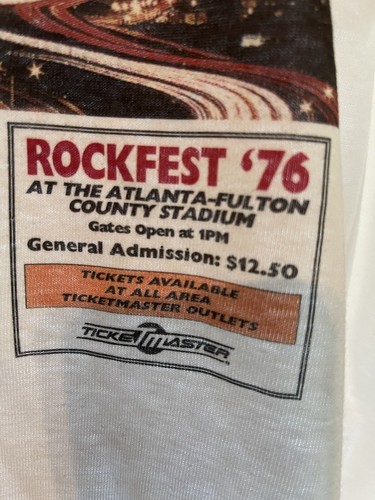 ROCKFEST '76
AT THE ATLANTA-FULTON
COUNTY STADIUM
Gates Open at 1PM
General Admission: $12.50
TICKETS AVAILABLE
AT ALL AREA
TICKETMASTER OUTLETS
TICKETMASTER